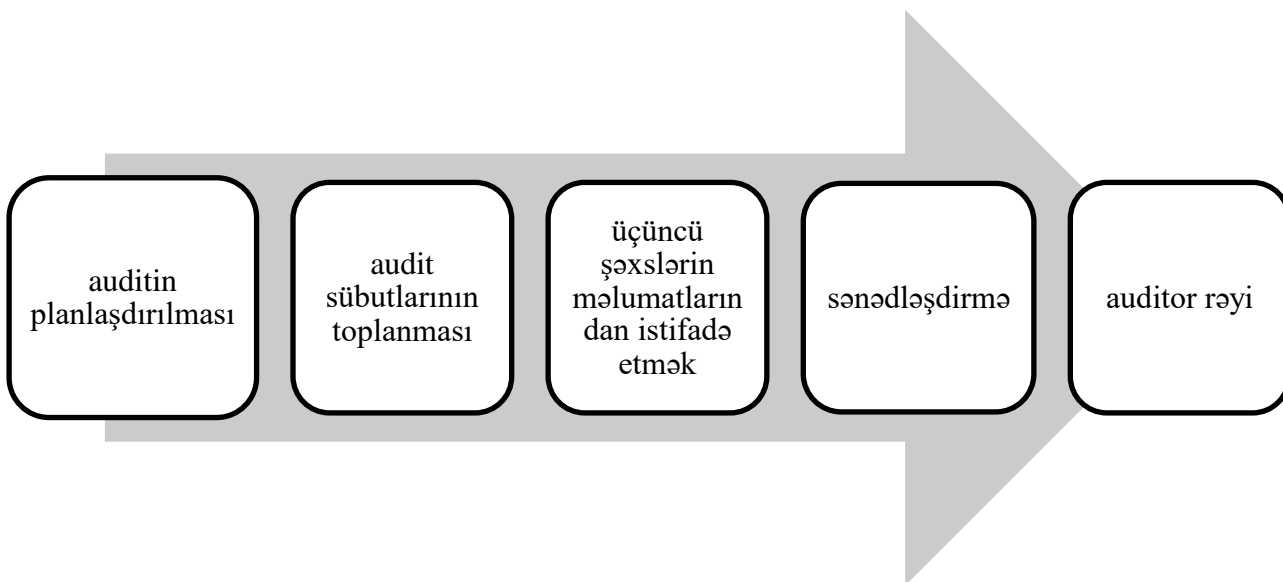 auditin
planlaşdırılması
audit
sübutlarının
toplanması
üçüncü
şəxslərin
məlumatların
dan istifadə
etmək
sənədləşdirmə
auditor rəyi